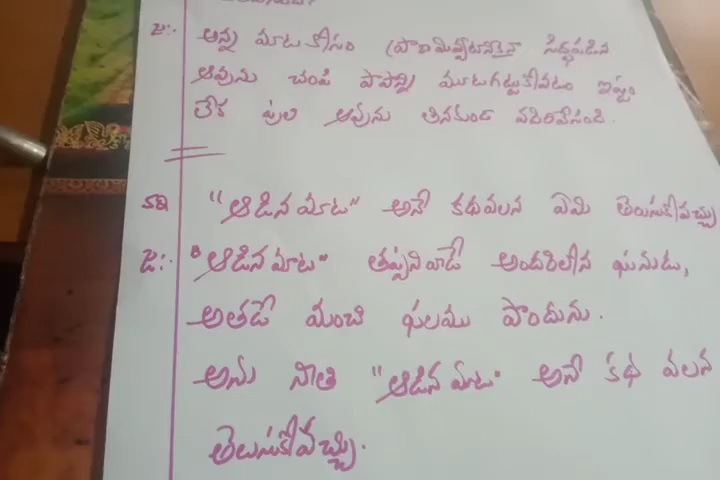 జ:- అన్న మాట కోసం ప్రాణమివ్వటానికైనా సిద్ధపడిన
ఆవును చంపి పాపాన్ని మూటగట్టుకోవటం ఇష్టం
లేక పులి ఆవును తినకుండ వదిలివేసింది.
"ఆడిన మాట" అనే కథవలన ఏమి తెలుసుకోవచ్చు
జ:- "ఆడిన మాట" తప్పనివాడే అందరిలోన ఘనుడు,
అతడే మంచి ఫలము పొందును.
అను నీతి "ఆడిన మాట" అనే కథ వలన
తెలుసుకోవచ్చు.